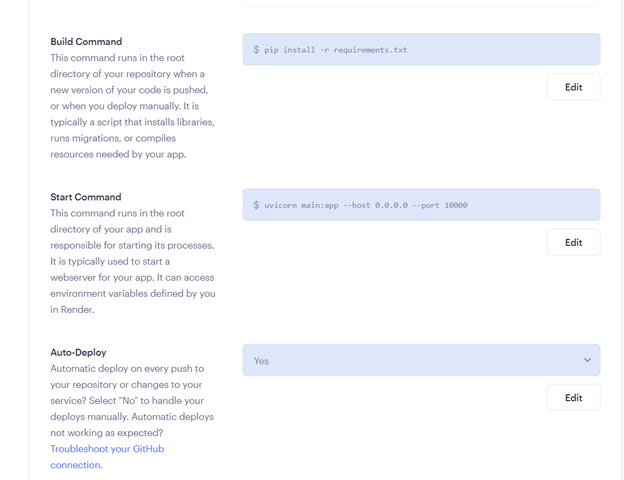 Build Command
This command runs in the root
directory of your repository when a
new version of your code is pushed,
or when you deploy manually. It is
typically a script that installs libraries,
runs migrations, or compiles
resources needed by your app.
$ pip install -r requirements.txt
Edit
Start Command
This command runs in the root
directory of your app and is
responsible for starting its processes.
It is typically used to start a
webserver for your app. It can access
environment variables defined by you
in Render.
$ uvicorn main:app --host 0.0.0.0 --port 10000
Edit
Auto-Deploy
Automatic deploy on every push to
your repository or changes to your
service? Select "No" to handle your
deploys manually. Automatic deploys
not working as expected?
Troubleshoot your GitHub
connection.
Yes
Edit